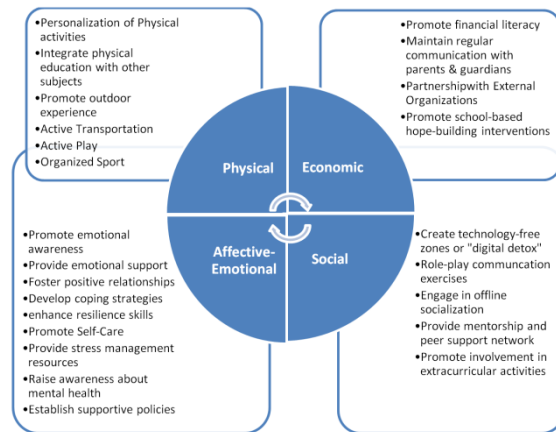 •Personalization of Physical
activities
•Integrate physical
education with other
subjects
•Promote outdoor
experience
•Active Transportation
•Active Play
•Organized Sport
•Promote financial literacy
•Maintain regular
communication with
parents & guardians
•Partnershipwith External
Organizations
•Promote school-based
hope-building interventions
Physical
Economic
Affective-
Emotional
Social
•Promote emotional
awareness
•Provide emotional support
•Foster positive relationships
•Develop coping strategies
•enhance resilience skills
•Promote Self-Care
•Provide stress management
resources
•Raise awareness about
mental health
•Establish supportive policies
•Create technology-free
zones or "digital detox"
•Role-play communcation
exercises
•Engage in offline
socialization
•Provide mentorship and
peer support network
•Promote involvement in
extracurricular activities